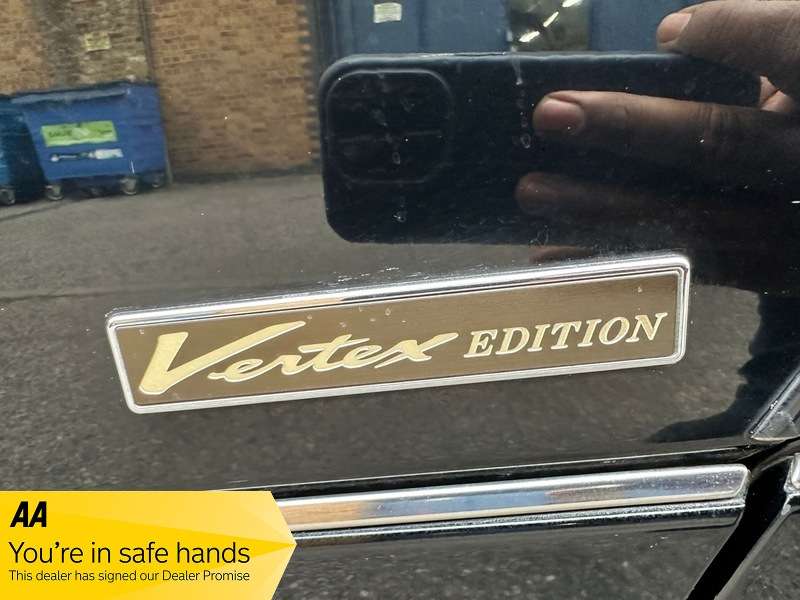 Vertex EDITION
AA
You're in safe hands
This dealer has signed our Dealer Promise